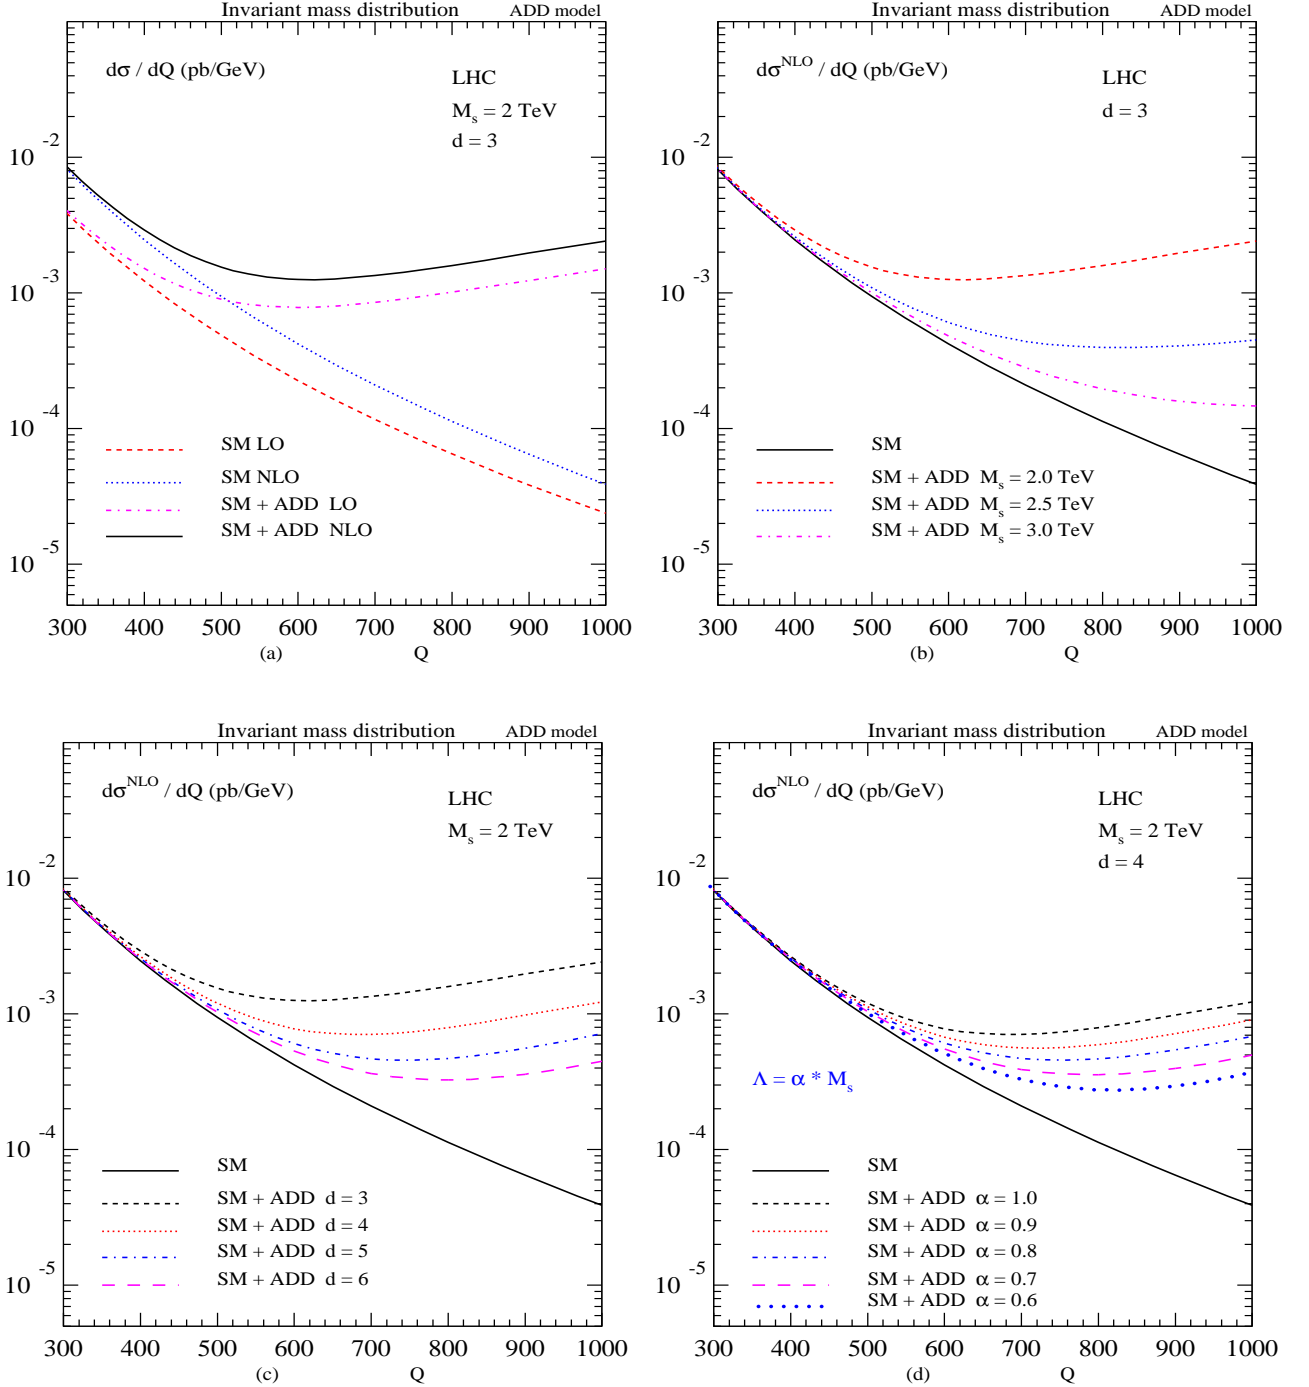 Invariant mass distribution ADD model
dσ / dQ (pb/GeV)
LHC
M_s = 2 TeV
d = 3
10^-2
10^-3
10^-4
10^-5
SM LO
SM NLO
SM + ADD LO
SM + ADD NLO
300 400 500 600 700 800 900 1000
(a) Q
Invariant mass distribution ADD model
dσ^NLO / dQ (pb/GeV)
LHC
d = 3
10^-2
10^-3
10^-4
10^-5
SM
SM + ADD M_s = 2.0 TeV
SM + ADD M_s = 2.5 TeV
SM + ADD M_s = 3.0 TeV
300 400 500 600 700 800 900 1000
(b) Q
Invariant mass distribution ADD model
dσ^NLO / dQ (pb/GeV)
LHC
M_s = 2 TeV
10^-2
10^-3
10^-4
10^-5
SM
SM + ADD d = 3
SM + ADD d = 4
SM + ADD d = 5
SM + ADD d = 6
300 400 500 600 700 800 900 1000
(c) Q
Invariant mass distribution ADD model
dσ^NLO / dQ (pb/GeV)
LHC
M_s = 2 TeV
d = 4
10^-2
10^-3
10^-4
10^-5
Λ = α * M_s
SM
SM + ADD α = 1.0
SM + ADD α = 0.9
SM + ADD α = 0.8
SM + ADD α = 0.7
SM + ADD α = 0.6
300 400 500 600 700 800 900 1000
(d) Q